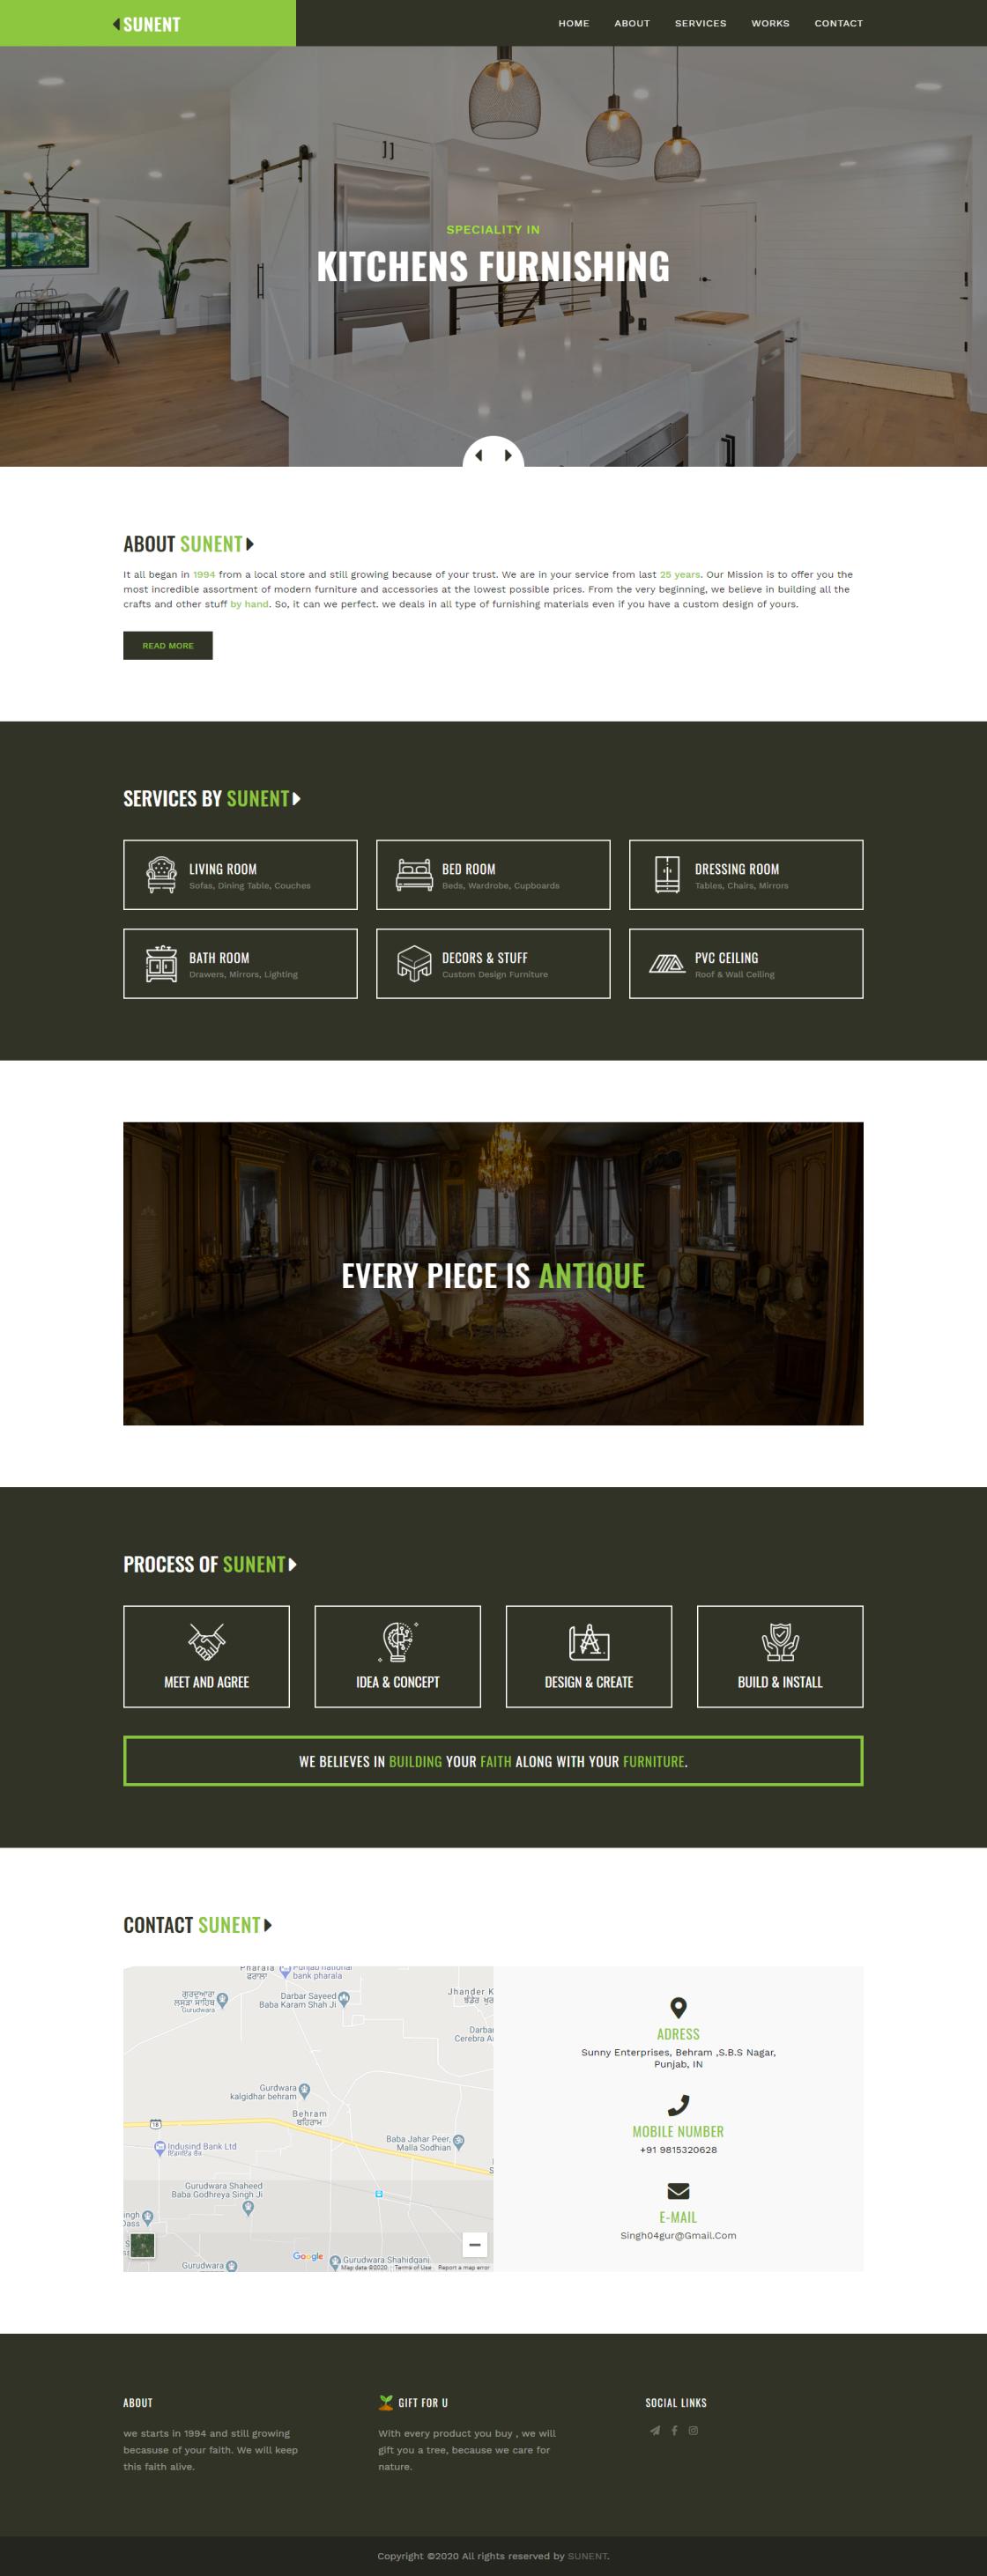 SUNENT
HOME ABOUT SERVICES WORKS CONTACT
SPECIALITY IN
KITCHENS FURNISHING
ABOUT SUNENT
It all began in 1994 from a local store and still growing because of your trust. We are in your service from last 25 years. Our Mission is to offer you the
most incredible assortment of modern furniture and accessories at the lowest possible prices. From the very beginning, we believe in building all the
crafts and other stuff by hand. So, it can we perfect. we deals in all type of furnishing materials even if you have a custom design of yours.
READ MORE
SERVICES BY SUNENT
LIVING ROOM
Sofas, Dining Table, Couches
BED ROOM
Beds, Wardrobe, Cupboards
DRESSING ROOM
Tables, Chairs, Mirrors
BATH ROOM
Drawers, Mirrors, Lighting
DECORS & STUFF
Custom Design Furniture
PVC CEILING
Roof & Wall Ceiling
EVERY PIECE IS ANTIQUE
PROCESS OF SUNENT
MEET AND AGREE
IDEA & CONCEPT
DESIGN & CREATE
BUILD & INSTALL
WE BELIEVES IN BUILDING YOUR FAITH ALONG WITH YOUR FURNITURE.
CONTACT SUNENT
Pharala
ਫਰਾਲਾ
Punjab national
bank pharala
ਗੁਰਦੁਆਰਾ
ਲਸੂੜਾ ਸਾਹਿਬ
Gurudwara
Darbar Sayeed
Baba Karam Shah Ji
Jhander K
Darbar
Cerebra A
Gurdwara
kalgidhar behram
Behram
ਬਹਿਰਾਮ
18
Indusind Bank Ltd
Baba Jahar Peer,
Malla Sodhian
Gurudwara Shaheed
Baba Godhreya Singh Ji
ingh
Dass
Gurudwara
Google
Gurudwara Shahidganj
Map data ©2020 Terms of Use Report a map error
ADRESS
Sunny Enterprises, Behram ,S.B.S Nagar,
Punjab, IN
MOBILE NUMBER
+91 9815320628
E-MAIL
Singh04gur@Gmail.Com
ABOUT
we starts in 1994 and still growing
becasuse of your faith. We will keep
this faith alive.
GIFT FOR U
With every product you buy , we will
gift you a tree, because we care for
nature.
SOCIAL LINKS
Copyright ©2020 All rights reserved by SUNENT.